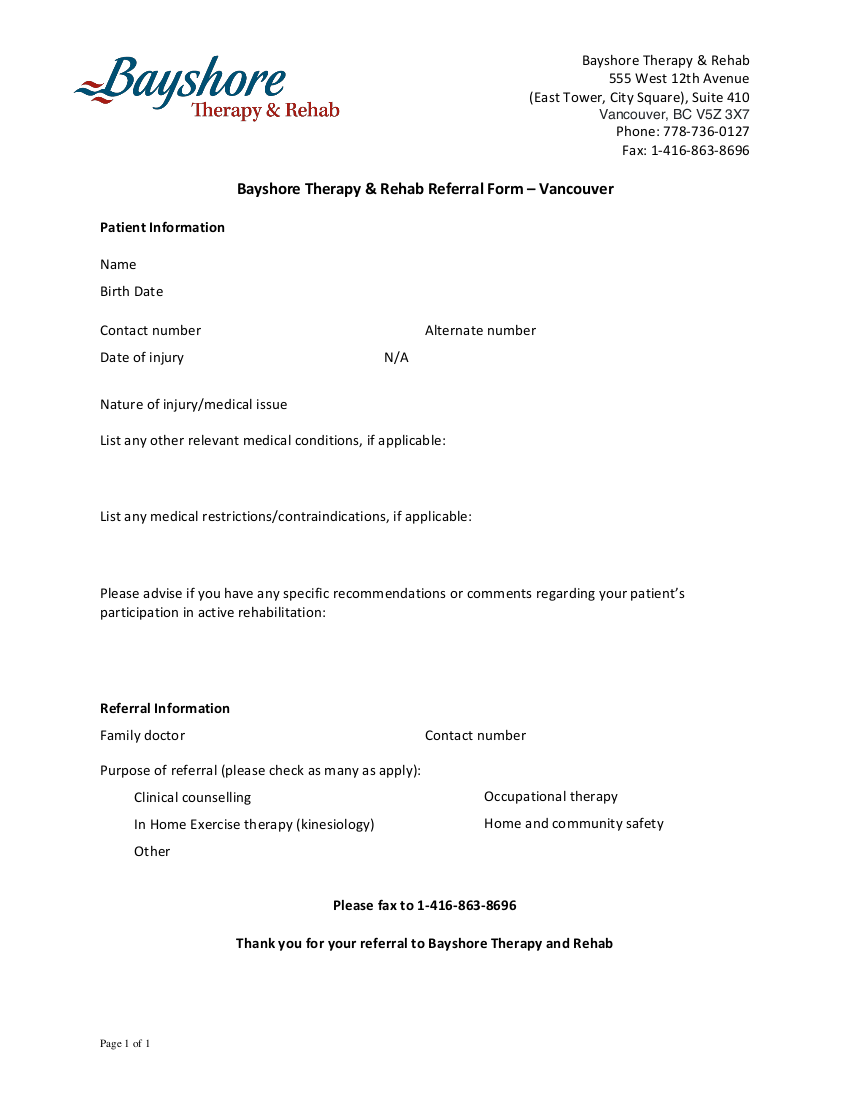 Bayshore
Therapy & Rehab
Bayshore Therapy & Rehab
555 West 12th Avenue
(East Tower, City Square), Suite 410
Vancouver, BC V5Z 3X7
Phone: 778-736-0127
Fax: 1-416-863-8696
Bayshore Therapy & Rehab Referral Form – Vancouver
Patient Information
Name
Birth Date
Contact number Alternate number
Date of injury N/A
Nature of injury/medical issue
List any other relevant medical conditions, if applicable:
List any medical restrictions/contraindications, if applicable:
Please advise if you have any specific recommendations or comments regarding your patient’s
participation in active rehabilitation:
Referral Information
Family doctor Contact number
Purpose of referral (please check as many as apply):
Clinical counselling Occupational therapy
In Home Exercise therapy (kinesiology) Home and community safety
Other
Please fax to 1-416-863-8696
Thank you for your referral to Bayshore Therapy and Rehab
Page 1 of 1